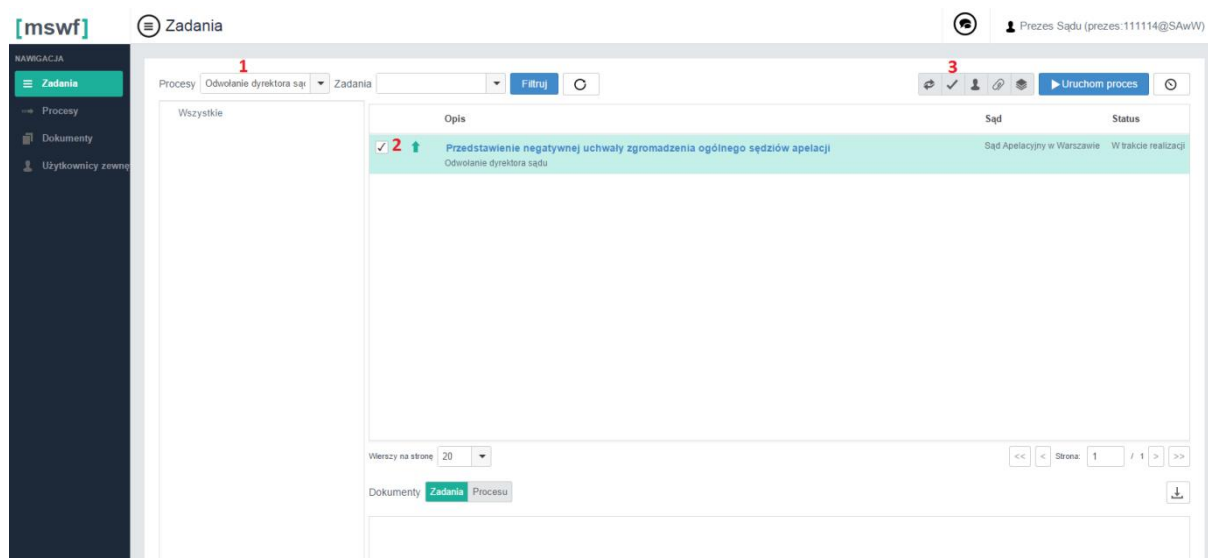 [mswf]
Zadania
Prezes Sądu (prezes:111114@SAwW)
NAWIGACJA
Zadania
Procesy
Dokumenty
Użytkownicy zewnę
1
3
Procesy Odwołanie dyrektora sąd Zadania Filtruj Uruchom proces
Wszystkie
Opis Sąd Status
2 Przedstawienie negatywnej uchwały zgromadzenia ogólnego sędziów apelacji Sąd Apelacyjny w Warszawie W trakcie realizacji
Odwołanie dyrektora sądu
Wierszy na stronę 20 << < Strona: 1 / 1 > >>
Dokumenty Zadania Procesu